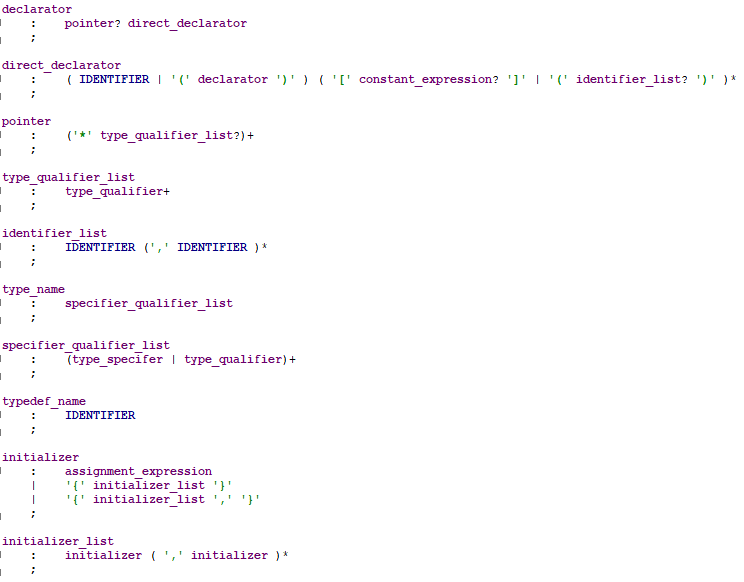 declarator
: pointer? direct_declarator
;
direct_declarator
: ( IDENTIFIER | '(' declarator ')' ) ( '[' constant_expression? ']' | '(' identifier_list? ')' )*
;
pointer
: ('*' type_qualifier_list?)+
;
type_qualifier_list
: type_qualifier+
;
identifier_list
: IDENTIFIER (',' IDENTIFIER )*
;
type_name
: specifier_qualifier_list
;
specifier_qualifier_list
: (type_specifer | type_qualifier)+
;
typedef_name
: IDENTIFIER
;
initializer
: assignment_expression
| '{' initializer_list '}'
| '{' initializer_list ',' '}'
;
initializer_list
: initializer ( ',' initializer )*
;